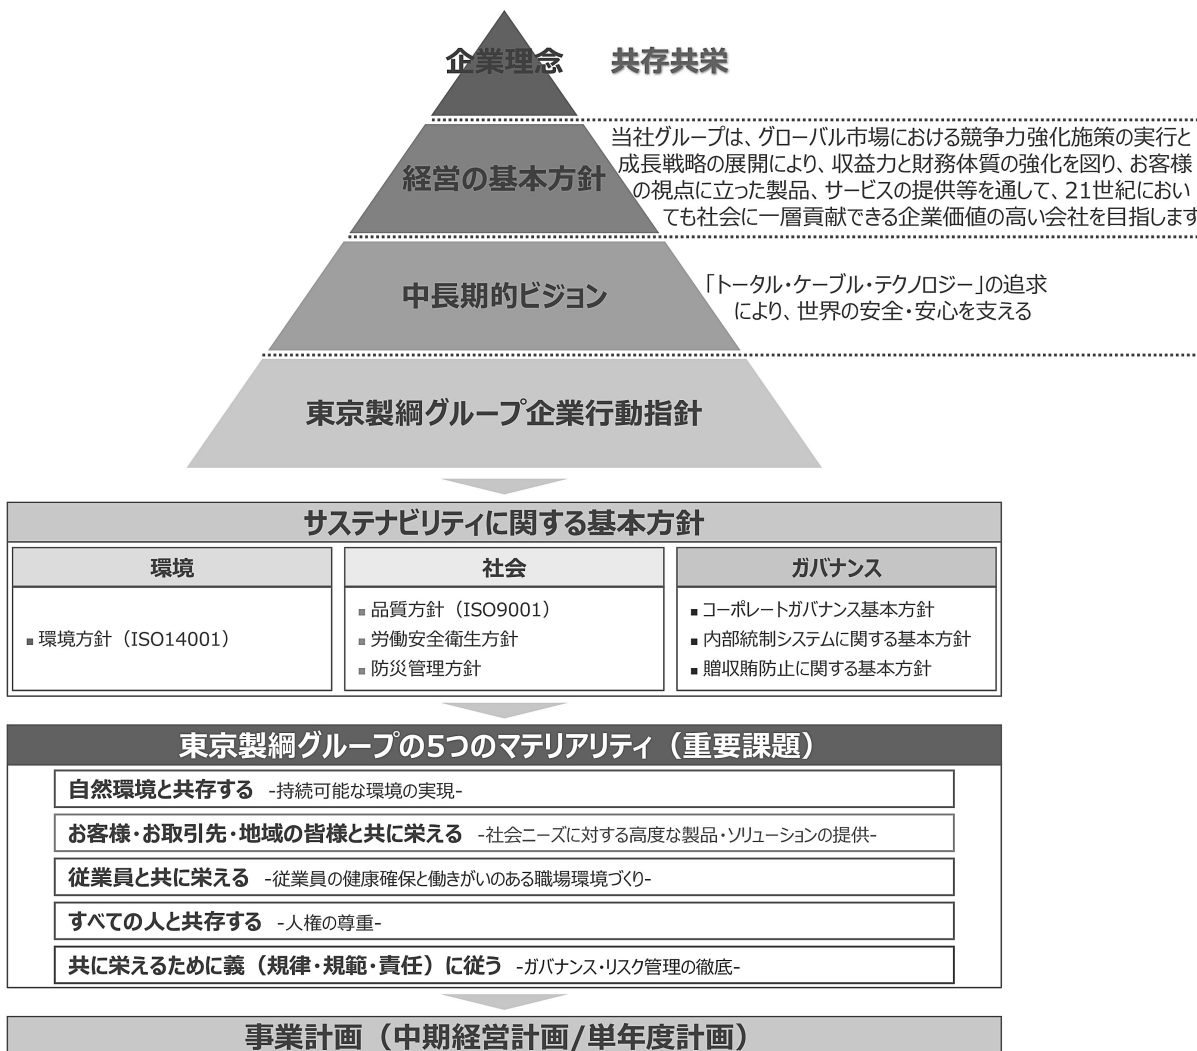 企業理念 共存共栄
当社グループは、グローバル市場における競争力強化施策の実行と
成長戦略の展開により、収益力と財務体質の強化を図り、お客様
の視点に立った製品、サービスの提供等を通して、21世紀におい
ても社会に一層貢献できる企業価値の高い会社を目指します
経営の基本方針
中長期的ビジョン
「トータル・ケーブル・テクノロジー」の追求
により、世界の安全・安心を支える
東京製綱グループ企業行動指針
サステナビリティに関する基本方針
環境
▪環境方針（ISO14001）
社会
▪品質方針（ISO9001）
▪労働安全衛生方針
▪防災管理方針
ガバナンス
▪コーポレートガバナンス基本方針
▪内部統制システムに関する基本方針
▪贈収賄防止に関する基本方針
東京製綱グループの5つのマテリアリティ（重要課題）
自然環境と共存する -持続可能な環境の実現-
お客様・お取引先・地域の皆様と共に栄える -社会ニーズに対する高度な製品・ソリューションの提供-
従業員と共に栄える -従業員の健康確保と働きがいのある職場環境づくり-
すべての人と共存する -人権の尊重-
共に栄えるために義（規律・規範・責任）に従う -ガバナンス・リスク管理の徹底-
事業計画（中期経営計画/単年度計画）